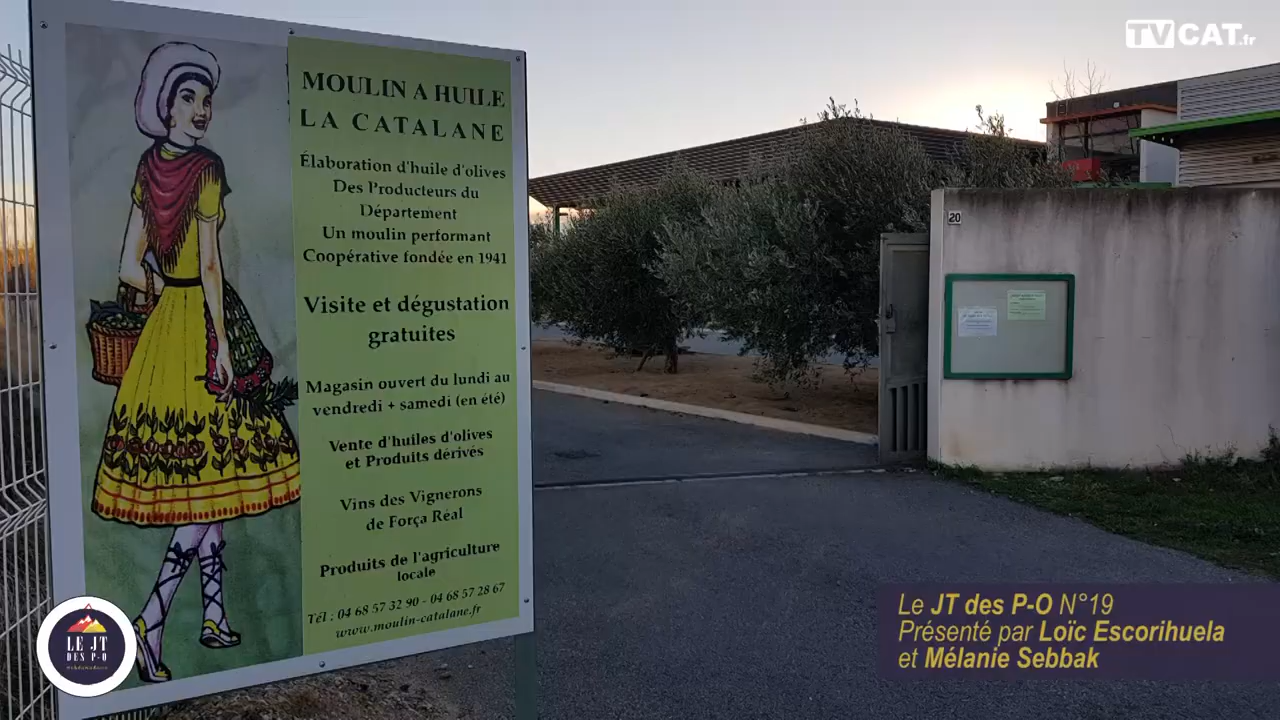 TVCAT.fr
MOULIN A HUILE
LA CATALANE
Élaboration d'huile d'olives
Des Producteurs du
Département
Un moulin performant
Coopérative fondée en 1941
Visite et dégustation
gratuites
Magasin ouvert du lundi au
vendredi + samedi (en été)
Vente d'huiles d'olives
et Produits dérivés
Vins des Vignerons
de Força Réal
Produits de l'agriculture
locale
Tél : 04 68 57 32 90 - 04 68 57 28 67
www.moulin-catalane.fr
20
LE JT
DES P-O
Le JT des P-O N°19
Présenté par Loïc Escorihuela
et Mélanie Sebbak